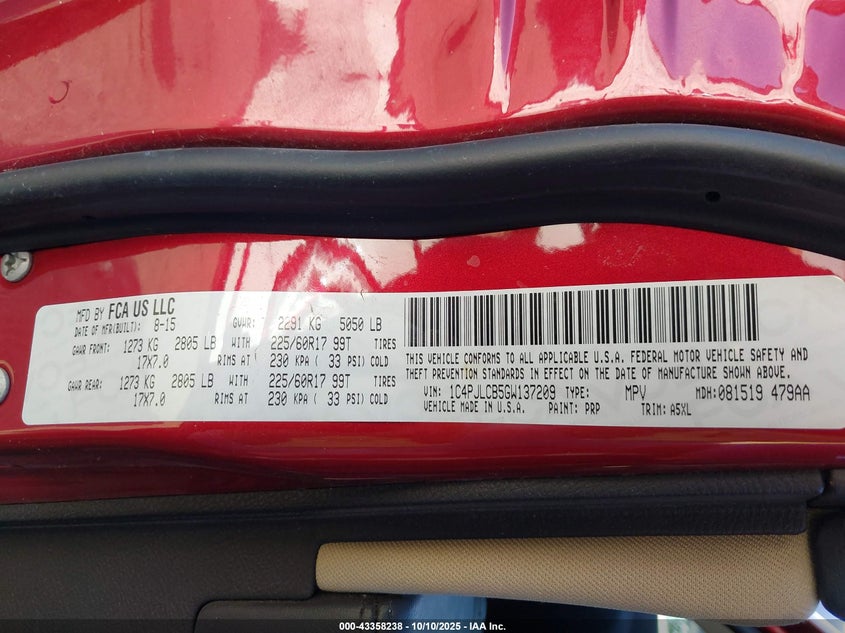 MFD BY FCA US LLC
DATE OF MFR(BUILT): 8-15 GVWR: 2291 KG 5050 LB
GAWR FRONT: 1273 KG 2805 LB WITH 225/60R17 99T TIRES
17X7.0 RIMS AT 230 KPA ( 33 PSI) COLD
GAWR REAR: 1273 KG 2805 LB WITH 225/60R17 99T TIRES
17X7.0 RIMS AT 230 KPA ( 33 PSI) COLD
THIS VEHICLE CONFORMS TO ALL APPLICABLE U.S.A. FEDERAL MOTOR VEHICLE SAFETY AND
THEFT PREVENTION STANDARDS IN EFFECT ON THE DATE OF MANUFACTURE SHOWN ABOVE.
VIN: 1C4PJLCB5GW137209 TYPE: MPV MDH: 081519 479AA
VEHICLE MADE IN U.S.A. PAINT: PRP TRIM: A5XL
000-43358238 - 10/10/2025 - IAA, Inc.